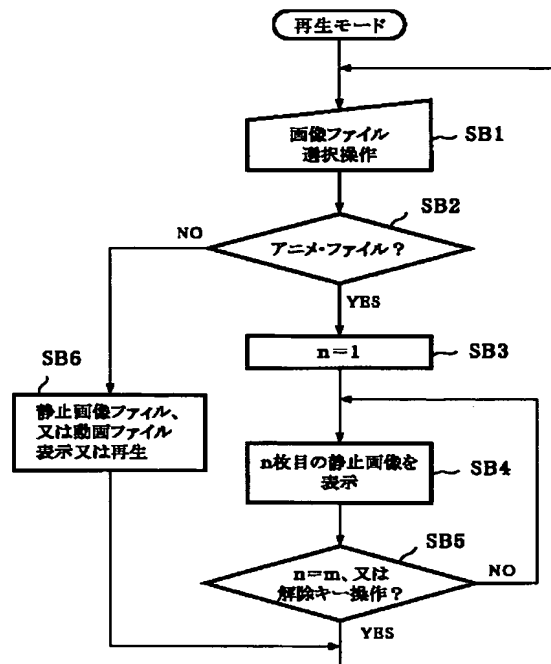 再生モード
画像ファイル
選択操作
SB1
SB2
アニメ・ファイル？
NO
YES
n=1
SB3
SB6
静止画像ファイル、
又は動画ファイル
表示又は再生
n枚目の静止画像を
表示
SB4
SB5
n=m、又は
解除キー操作？
NO
YES